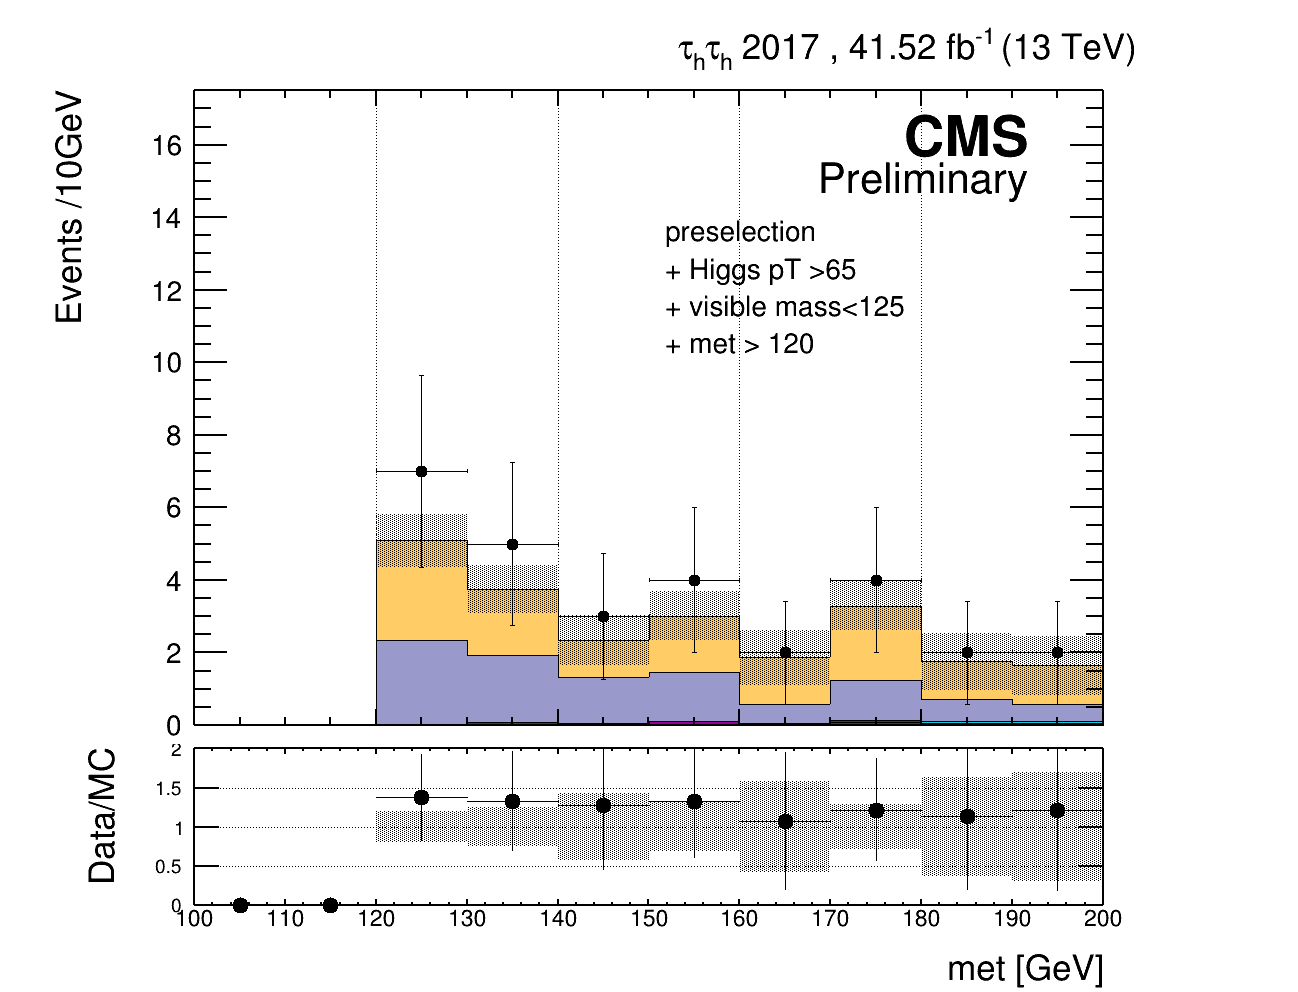 τhτh 2017 , 41.52 fb-1 (13 TeV)
Events /10GeV
16
14
12
10
8
6
4
2
0
CMS
Preliminary
preselection
+ Higgs pT >65
+ visible mass<125
+ met > 120
Data/MC
2
1.5
1
0.5
0
100 110 120 130 140 150 160 170 180 190 200
met [GeV]